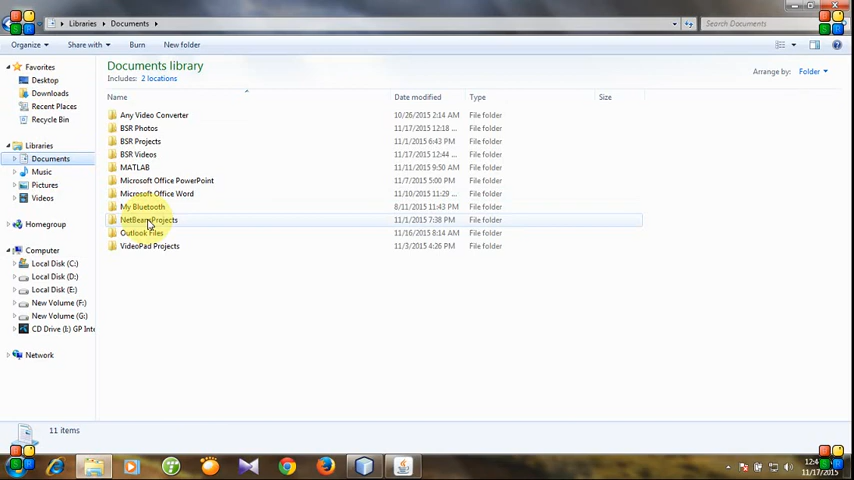 Libraries
Documents
Search Documents
Organize
Share with
Burn
New folder
Favorites
Desktop
Downloads
Recent Places
Recycle Bin
Libraries
Documents
Music
Pictures
Videos
Homegroup
Computer
Local Disk (C:)
Local Disk (D:)
Local Disk (E:)
New Volume (F:)
New Volume (G:)
CD Drive (I:) GP Inte
Network
Documents library
Includes: 2 locations
Arrange by: Folder
Name Date modified Type Size
Any Video Converter 10/26/2015 2:14 AM File folder
BSR Photos 11/17/2015 12:18 ... File folder
BSR Projects 11/1/2015 6:43 PM File folder
BSR Videos 11/17/2015 12:44 ... File folder
MATLAB 11/11/2015 9:50 AM File folder
Microsoft Office PowerPoint 11/7/2015 5:00 PM File folder
Microsoft Office Word 11/10/2015 11:29 ... File folder
My Bluetooth 8/11/2015 11:43 PM File folder
NetBeansProjects 11/1/2015 7:38 PM File folder
Outlook Files 11/16/2015 8:14 AM File folder
VideoPad Projects 11/3/2015 4:26 PM File folder
11 items
11/17/2015